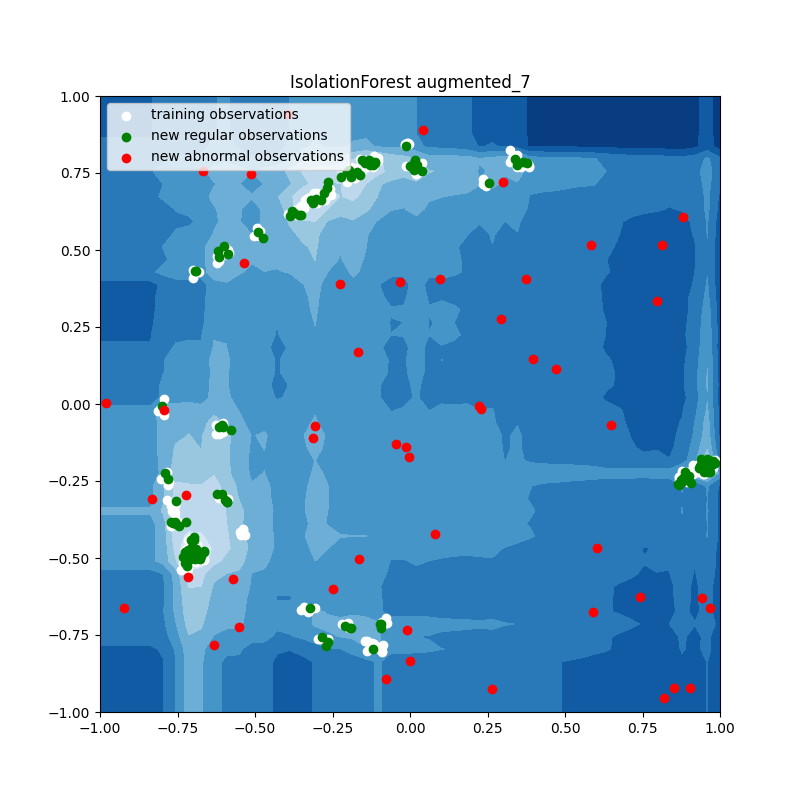 IsolationForest augmented_7
training observations
new regular observations
new abnormal observations
1.00
0.75
0.50
0.25
0.00
−0.25
−0.50
−0.75
−1.00
−1.00 −0.75 −0.50 −0.25 0.00 0.25 0.50 0.75 1.00